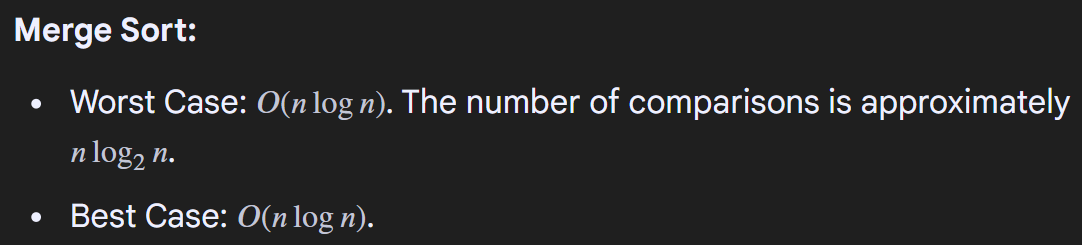 Merge Sort:
• Worst Case: O(n log n). The number of comparisons is approximately
n log₂ n.
• Best Case: O(n log n).